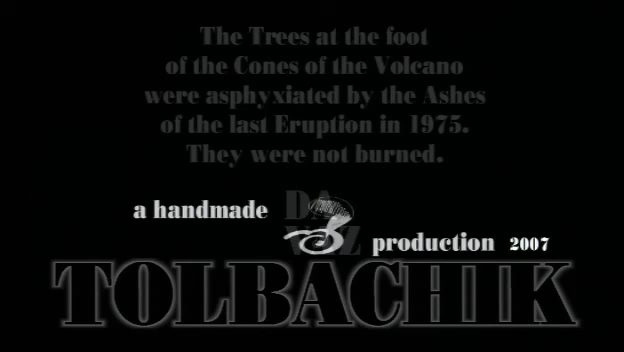 The Trees at the foot
of the Cones of the Volcano
were asphyxiated by the Ashes
of the last Eruption in 1975.
They were not burned.
a handmade
production 2007
TOLBACHIK